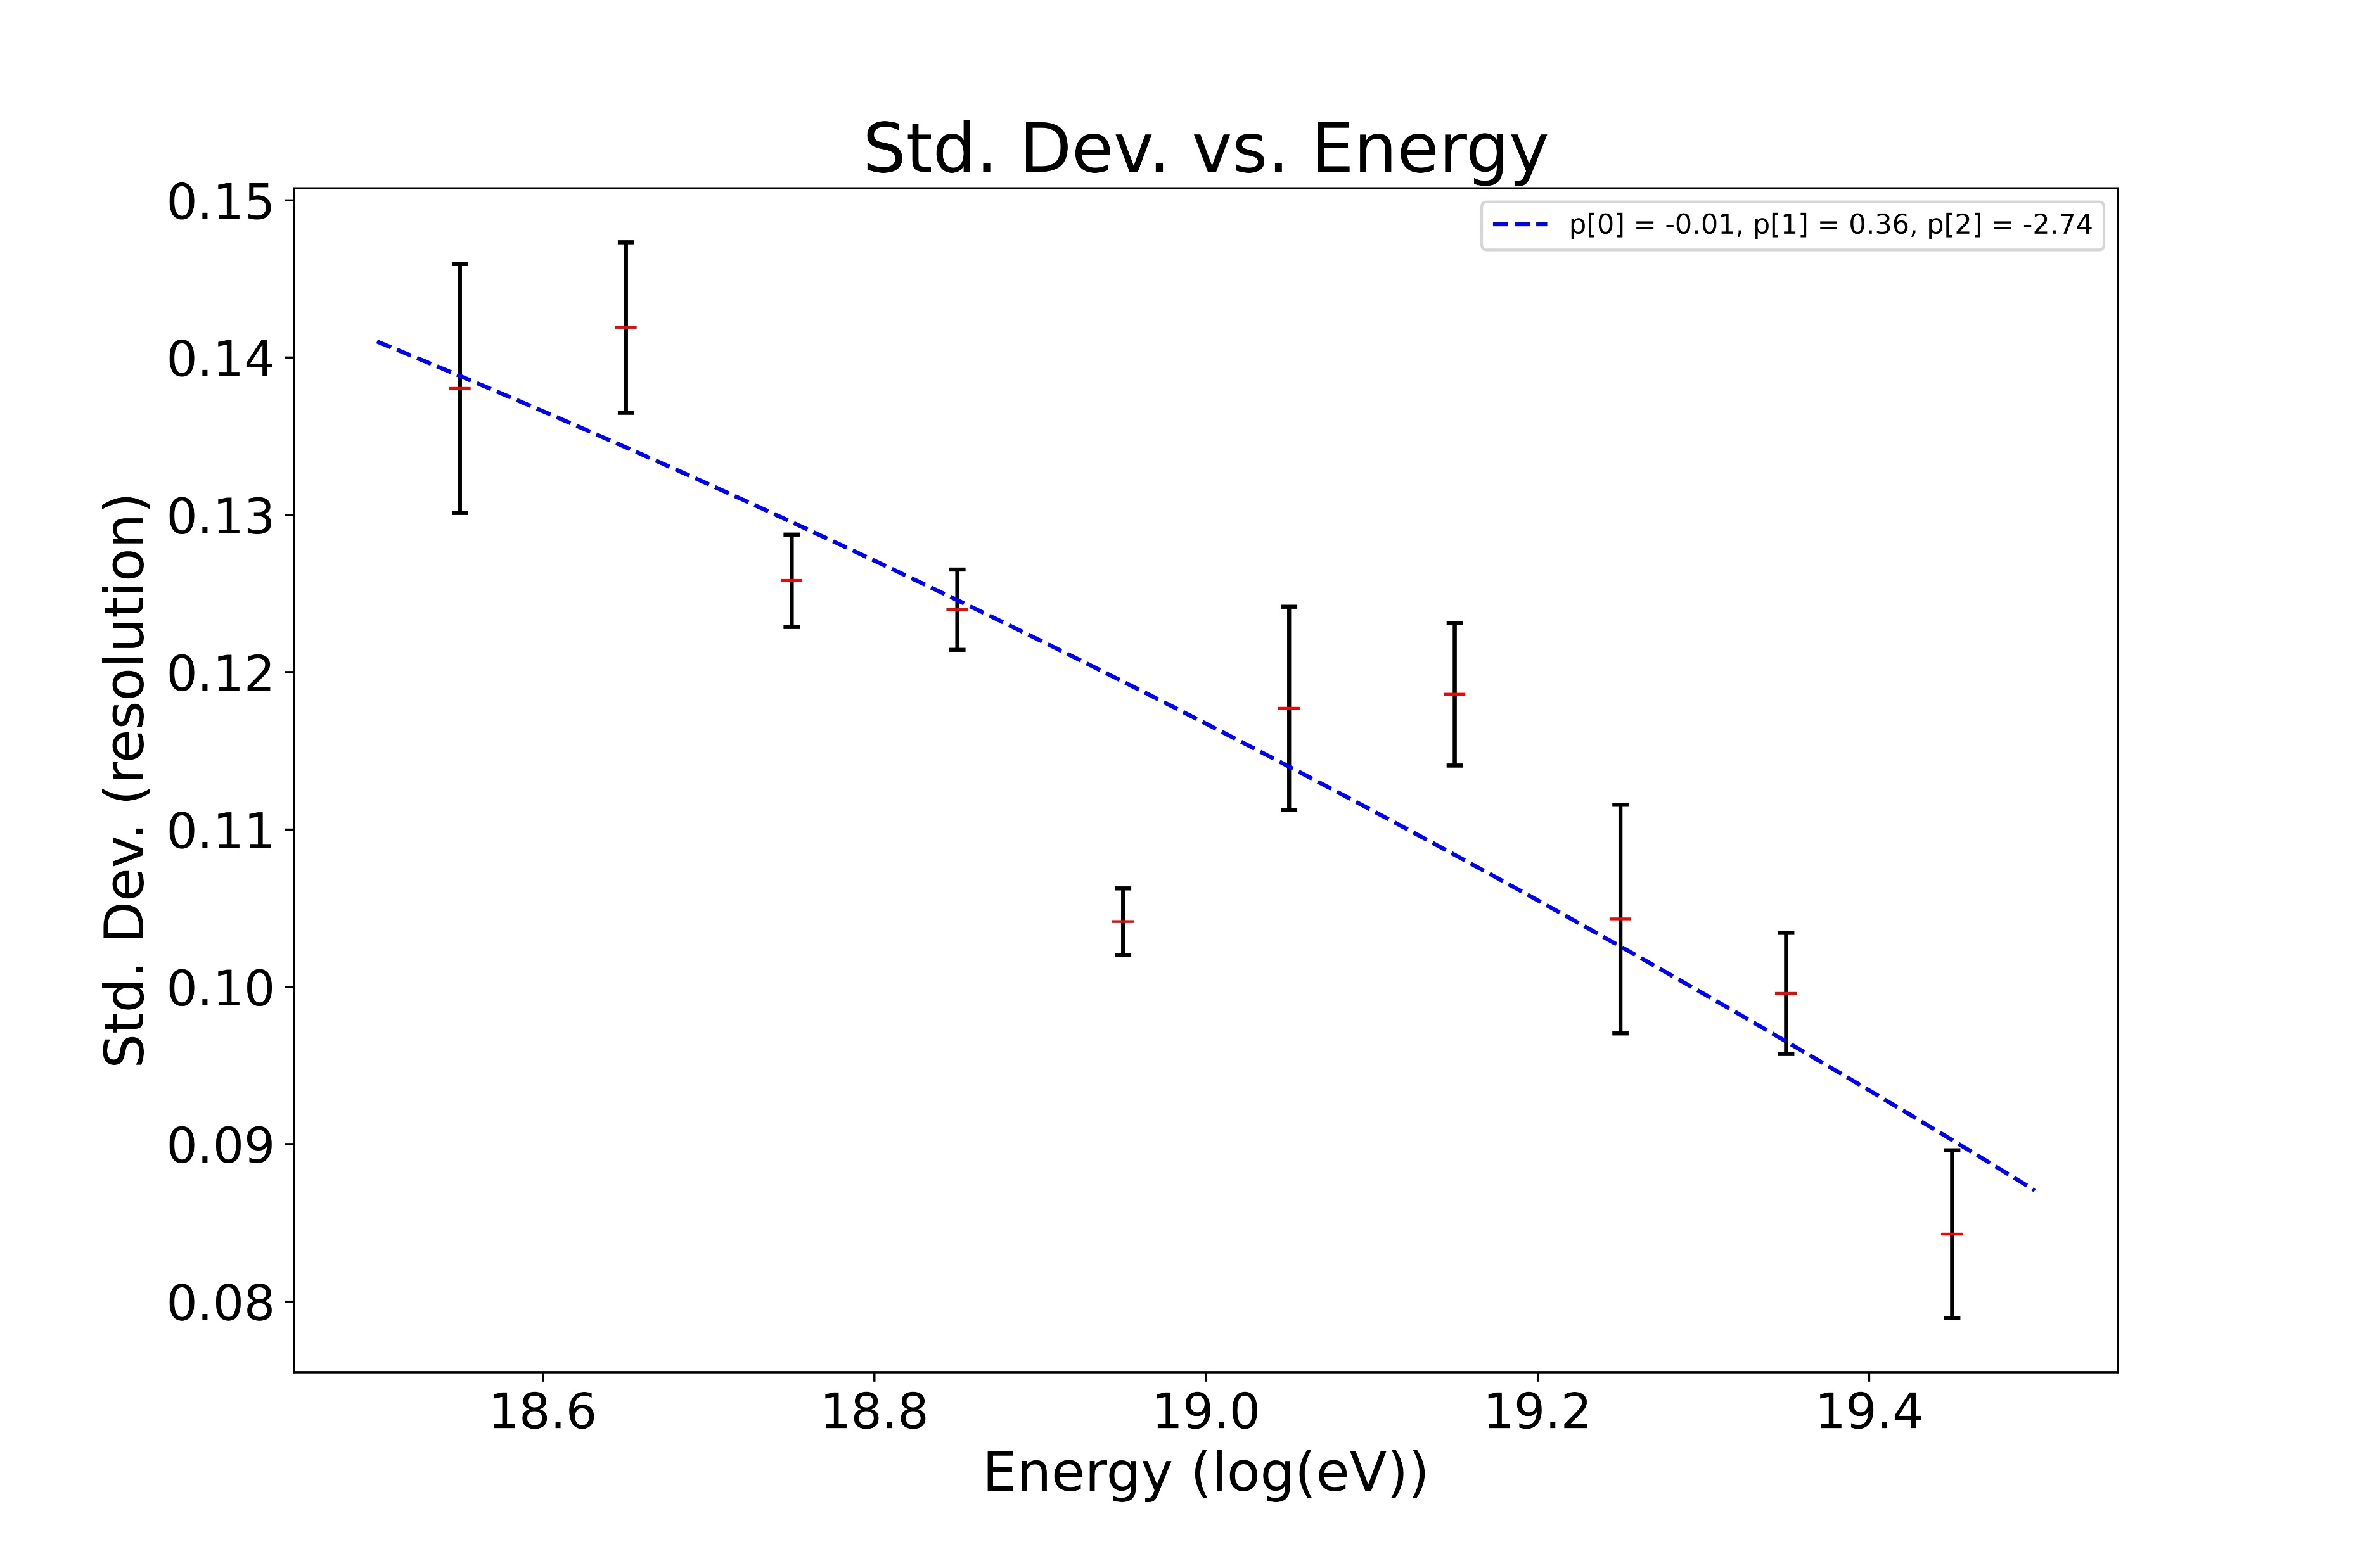 Std. Dev. vs. Energy
p[0] = -0.01, p[1] = 0.36, p[2] = -2.74
Std. Dev. (resolution)
0.15
0.14
0.13
0.12
0.11
0.10
0.09
0.08
18.6 18.8 19.0 19.2 19.4
Energy (log(eV))